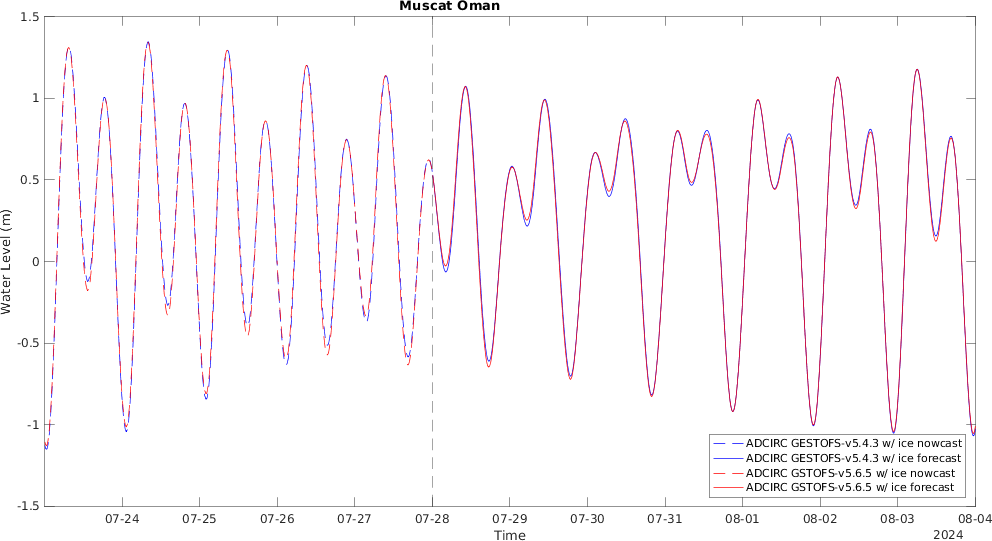 Muscat Oman
1.5
1
0.5
0
-0.5
-1
-1.5
Water Level (m)
ADCIRC GESTOFS-v5.4.3 w/ ice nowcast
ADCIRC GESTOFS-v5.4.3 w/ ice forecast
ADCIRC GSTOFS-v5.6.5 w/ ice nowcast
ADCIRC GSTOFS-v5.6.5 w/ ice forecast
07-24 07-25 07-26 07-27 07-28 07-29 07-30 07-31 08-01 08-02 08-03 08-04
Time
2024